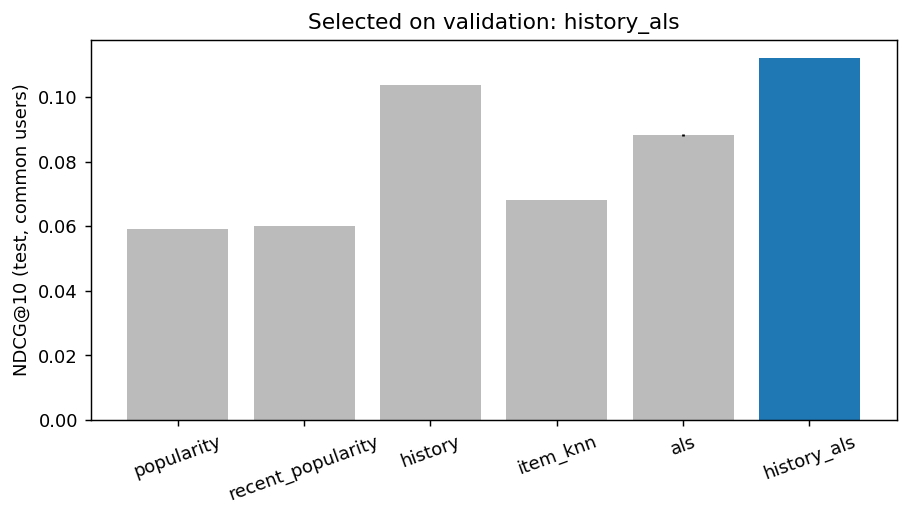 Selected on validation: history_als
NDCG@10 (test, common users)
0.10
0.08
0.06
0.04
0.02
0.00
popularity
recent_popularity
history
item_knn
als
history_als